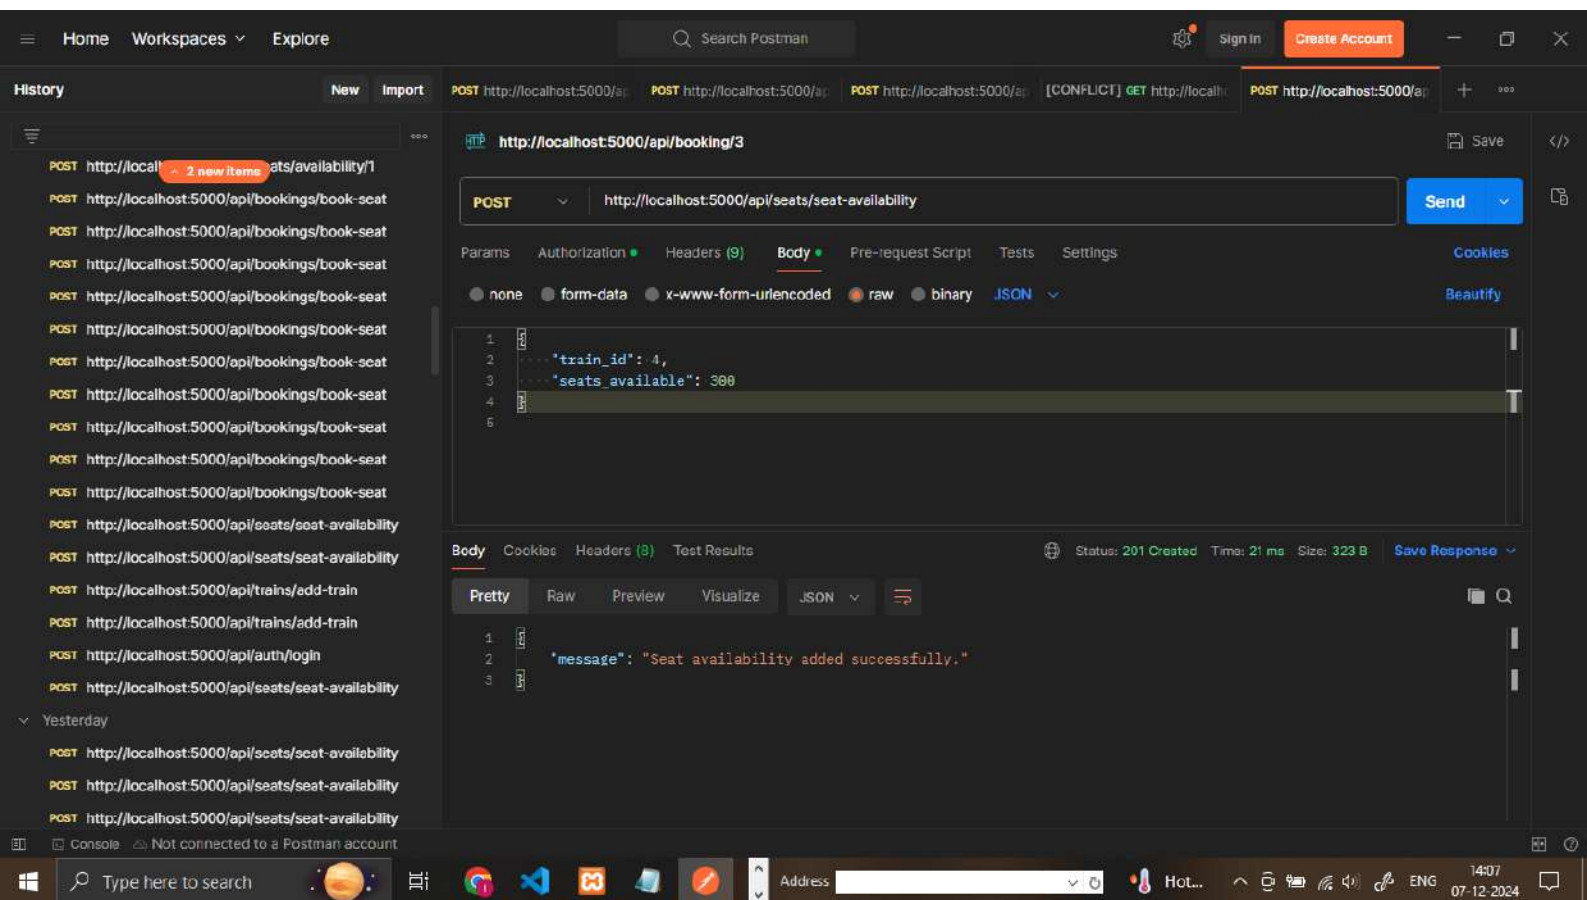 Home Workspaces Explore Search Postman Sign In Create Account
History New Import
POST http://localhost:5000/ap POST http://localhost:5000/ap POST http://localhost:5000/ap [CONFLICT] GET http://localh POST http://localhost:5000/ap
POST http://local ats/availability/1
2 new items
POST http://localhost:5000/api/bookings/book-seat
POST http://localhost:5000/api/bookings/book-seat
POST http://localhost:5000/api/bookings/book-seat
POST http://localhost:5000/api/bookings/book-seat
POST http://localhost:5000/api/bookings/book-seat
POST http://localhost:5000/api/bookings/book-seat
POST http://localhost:5000/api/bookings/book-seat
POST http://localhost:5000/api/bookings/book-seat
POST http://localhost:5000/api/bookings/book-seat
POST http://localhost:5000/api/bookings/book-seat
POST http://localhost:5000/api/seats/seat-availability
POST http://localhost:5000/api/seats/seat-availability
POST http://localhost:5000/api/trains/add-train
POST http://localhost:5000/api/trains/add-train
POST http://localhost:5000/api/auth/login
POST http://localhost:5000/api/seats/seat-availability
Yesterday
POST http://localhost:5000/api/seats/seat-availability
POST http://localhost:5000/api/seats/seat-availability
POST http://localhost:5000/api/seats/seat-availability
HTTP http://localhost:5000/api/booking/3 Save
POST http://localhost:5000/api/seats/seat-availability Send
Params Authorization Headers (9) Body Pre-request Script Tests Settings Cookies
none form-data x-www-form-urlencoded raw binary JSON Beautify
1 {
2 "train_id": 4,
3 "seats_available": 300
4 }
5
Body Cookies Headers (8) Test Results Status: 201 Created Time: 21 ms Size: 323 B Save Response
Pretty Raw Preview Visualize JSON
1 {
2 "message": "Seat availability added successfully."
3 }
Console Not connected to a Postman account
Type here to search Address Hot... ENG 14:07
07-12-2024